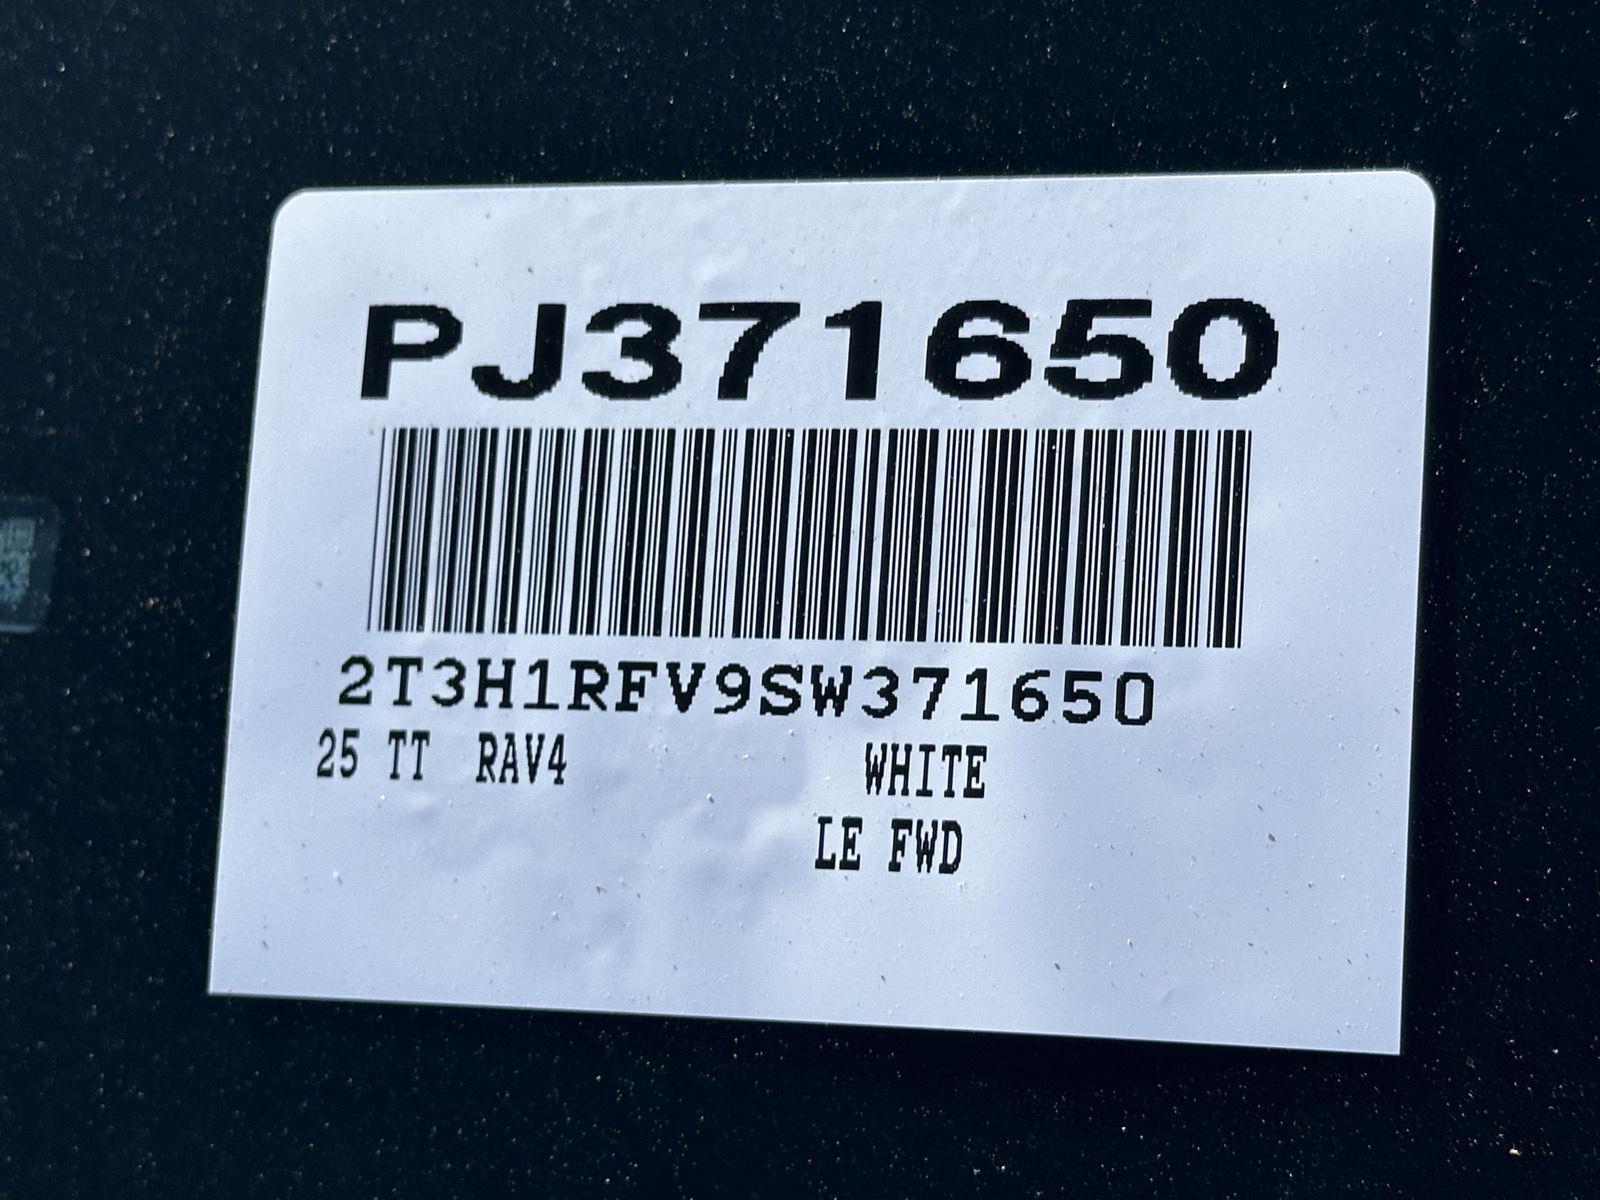 PJ371650
2T3H1RFV9SW371650
25 TT RAV4 WHITE
LE FWD